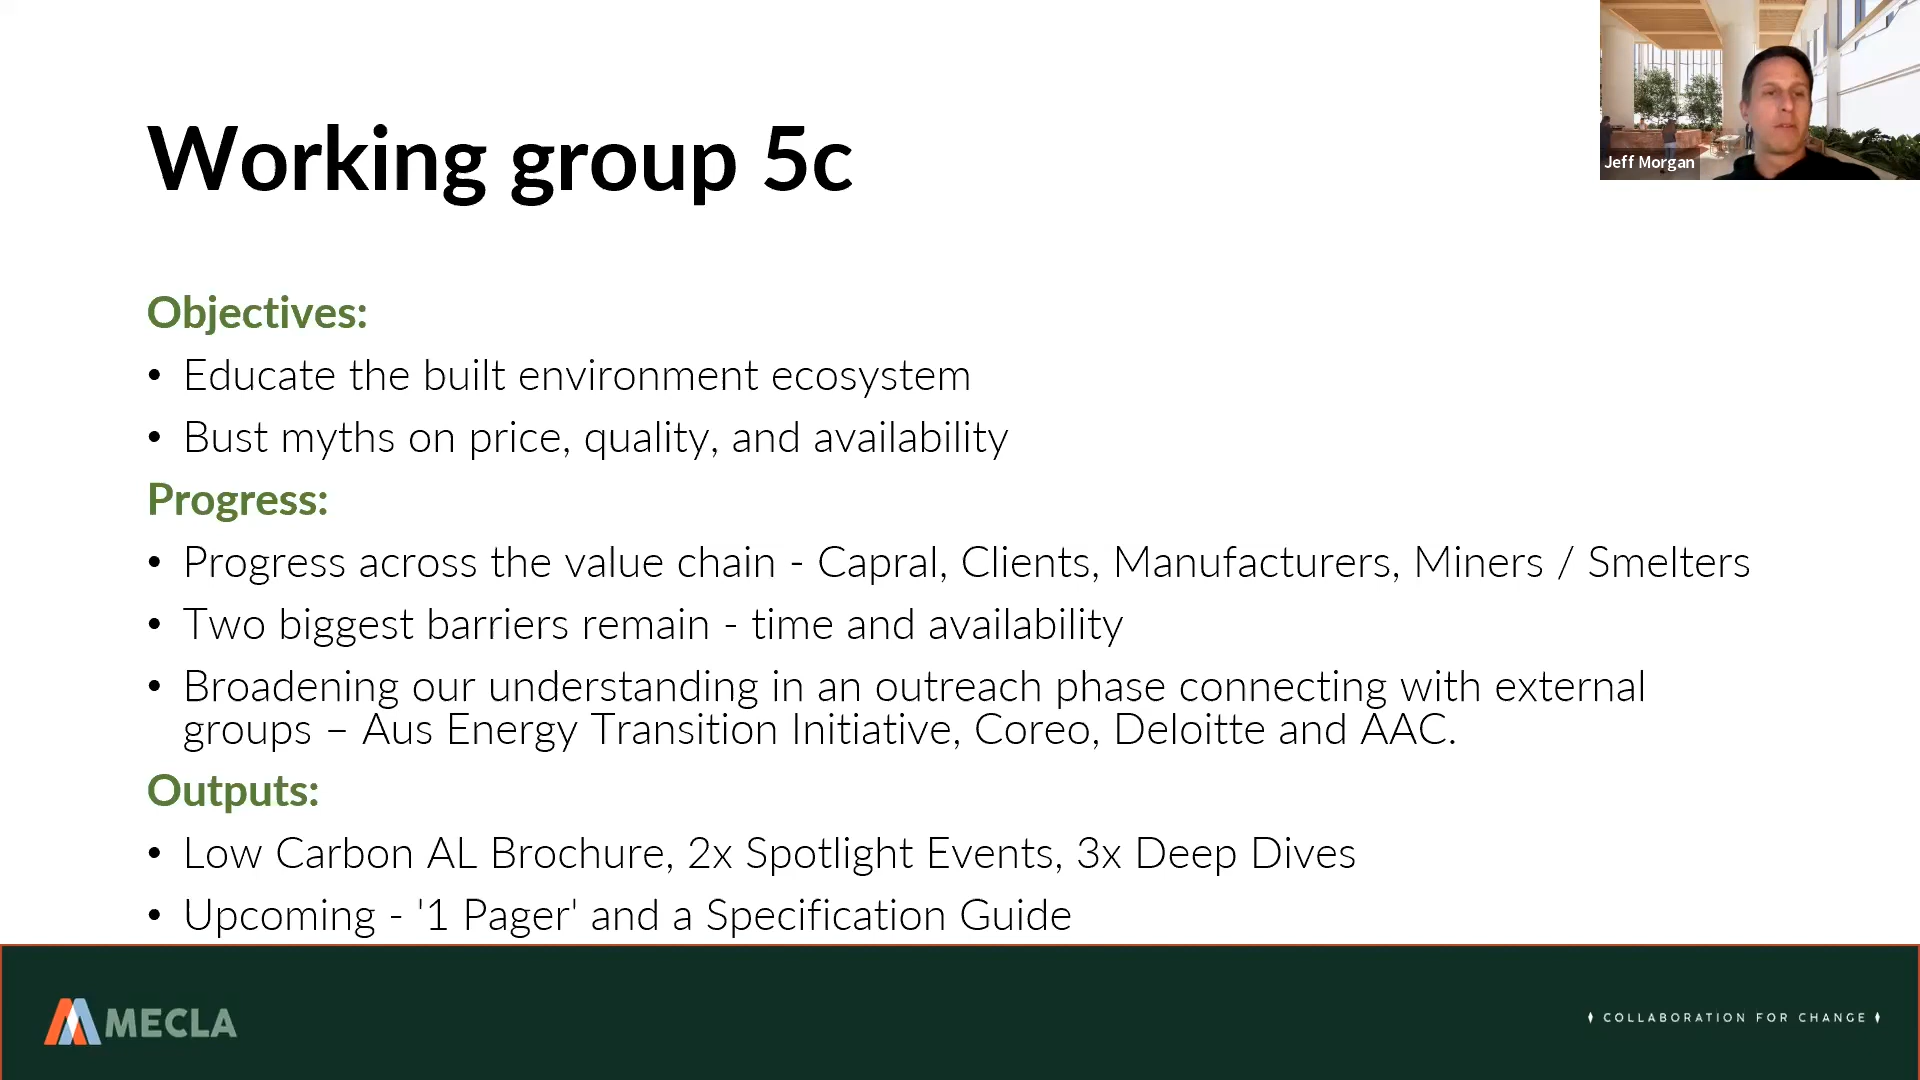 Working group 5c
Jeff Morgan
Objectives:
• Educate the built environment ecosystem
• Bust myths on price, quality, and availability
Progress:
• Progress across the value chain - Capral, Clients, Manufacturers, Miners / Smelters
• Two biggest barriers remain - time and availability
• Broadening our understanding in an outreach phase connecting with external
groups – Aus Energy Transition Initiative, Coreo, Deloitte and AAC.
Outputs:
• Low Carbon AL Brochure, 2x Spotlight Events, 3x Deep Dives
• Upcoming - '1 Pager' and a Specification Guide
MECLA
COLLABORATION FOR CHANGE